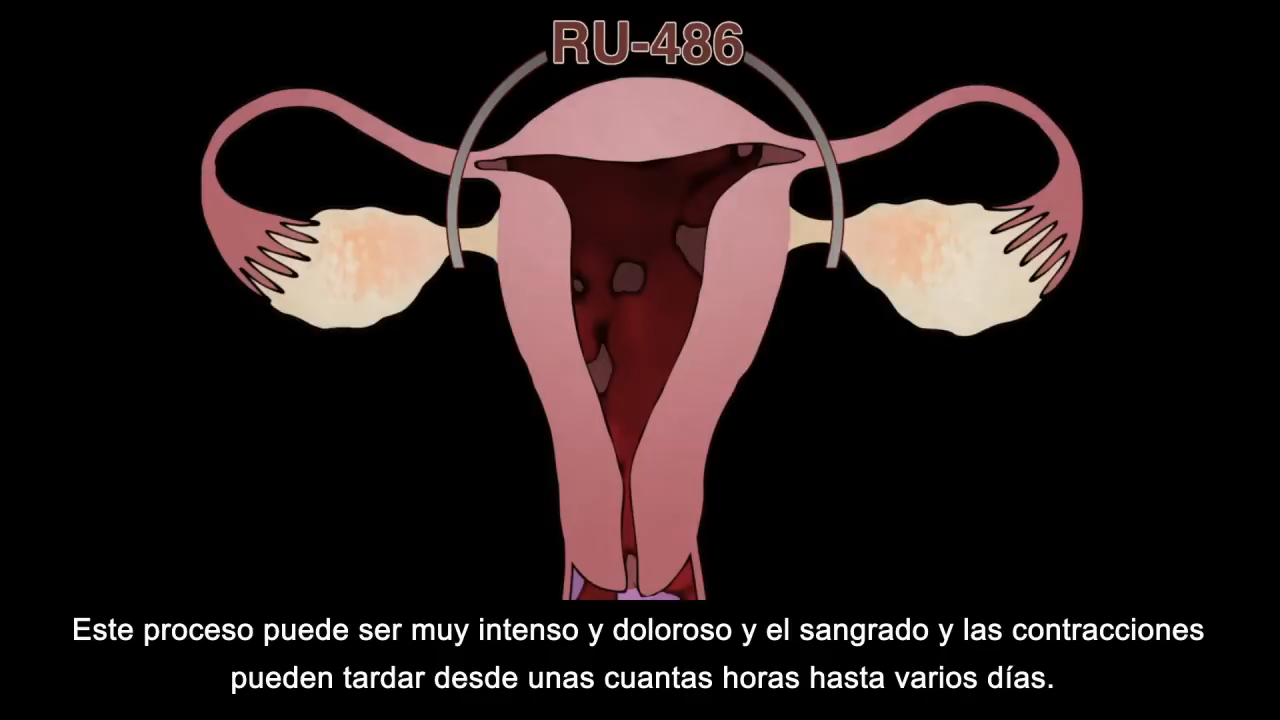 RU-486
Este proceso puede ser muy intenso y doloroso y el sangrado y las contracciones
pueden tardar desde unas cuantas horas hasta varios días.